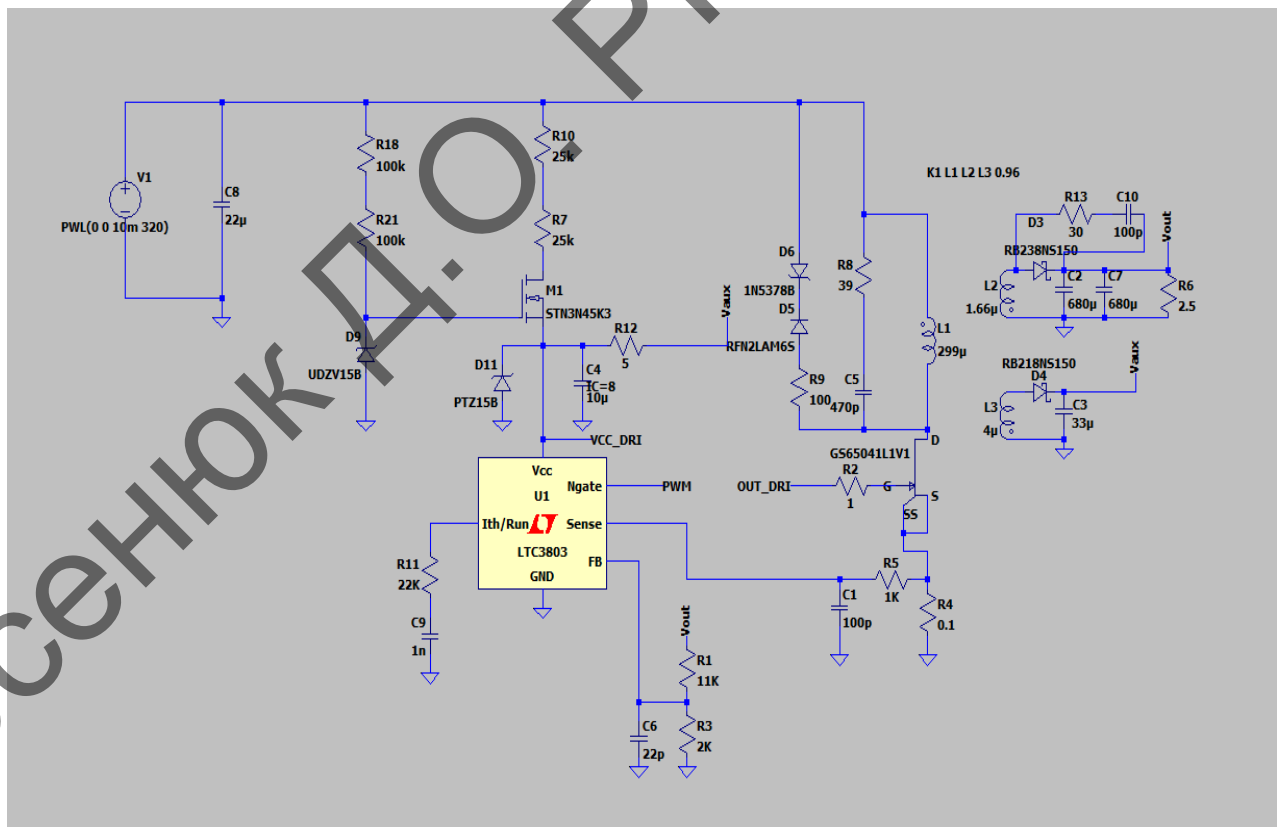 V1
PWL(0 0 10m 320)
C8
22µ
R18
100k
R21
100k
D9
UDZV15B
R10
25k
R7
25k
M1
STN3N45K3
D11
PTZ15B
C4
IC=8
10µ
R12
5
Vaux
VCC_DRI
Vcc
U1
Ngate
PWM
Ith/Run
Sense
LTC3803
FB
GND
R11
22K
C9
1n
Vout
R1
11K
R3
2K
C6
22p
D6
1N5378B
D5
RFN2LAM6S
R9
100
R8
39
C5
470p
L1
299µ
GS65041L1V1
D
G
S
SS
OUT_DRI
R2
1
R5
1K
C1
100p
R4
0.1
K1 L1 L2 L3 0.96
R13
30
C10
100p
D3
RB238NS150
Vout
L2
1.66µ
C2
680µ
C7
680µ
R6
2.5
RB218NS150
D4
Vaux
L3
4µ
C3
33µ
сенюк Д. О.